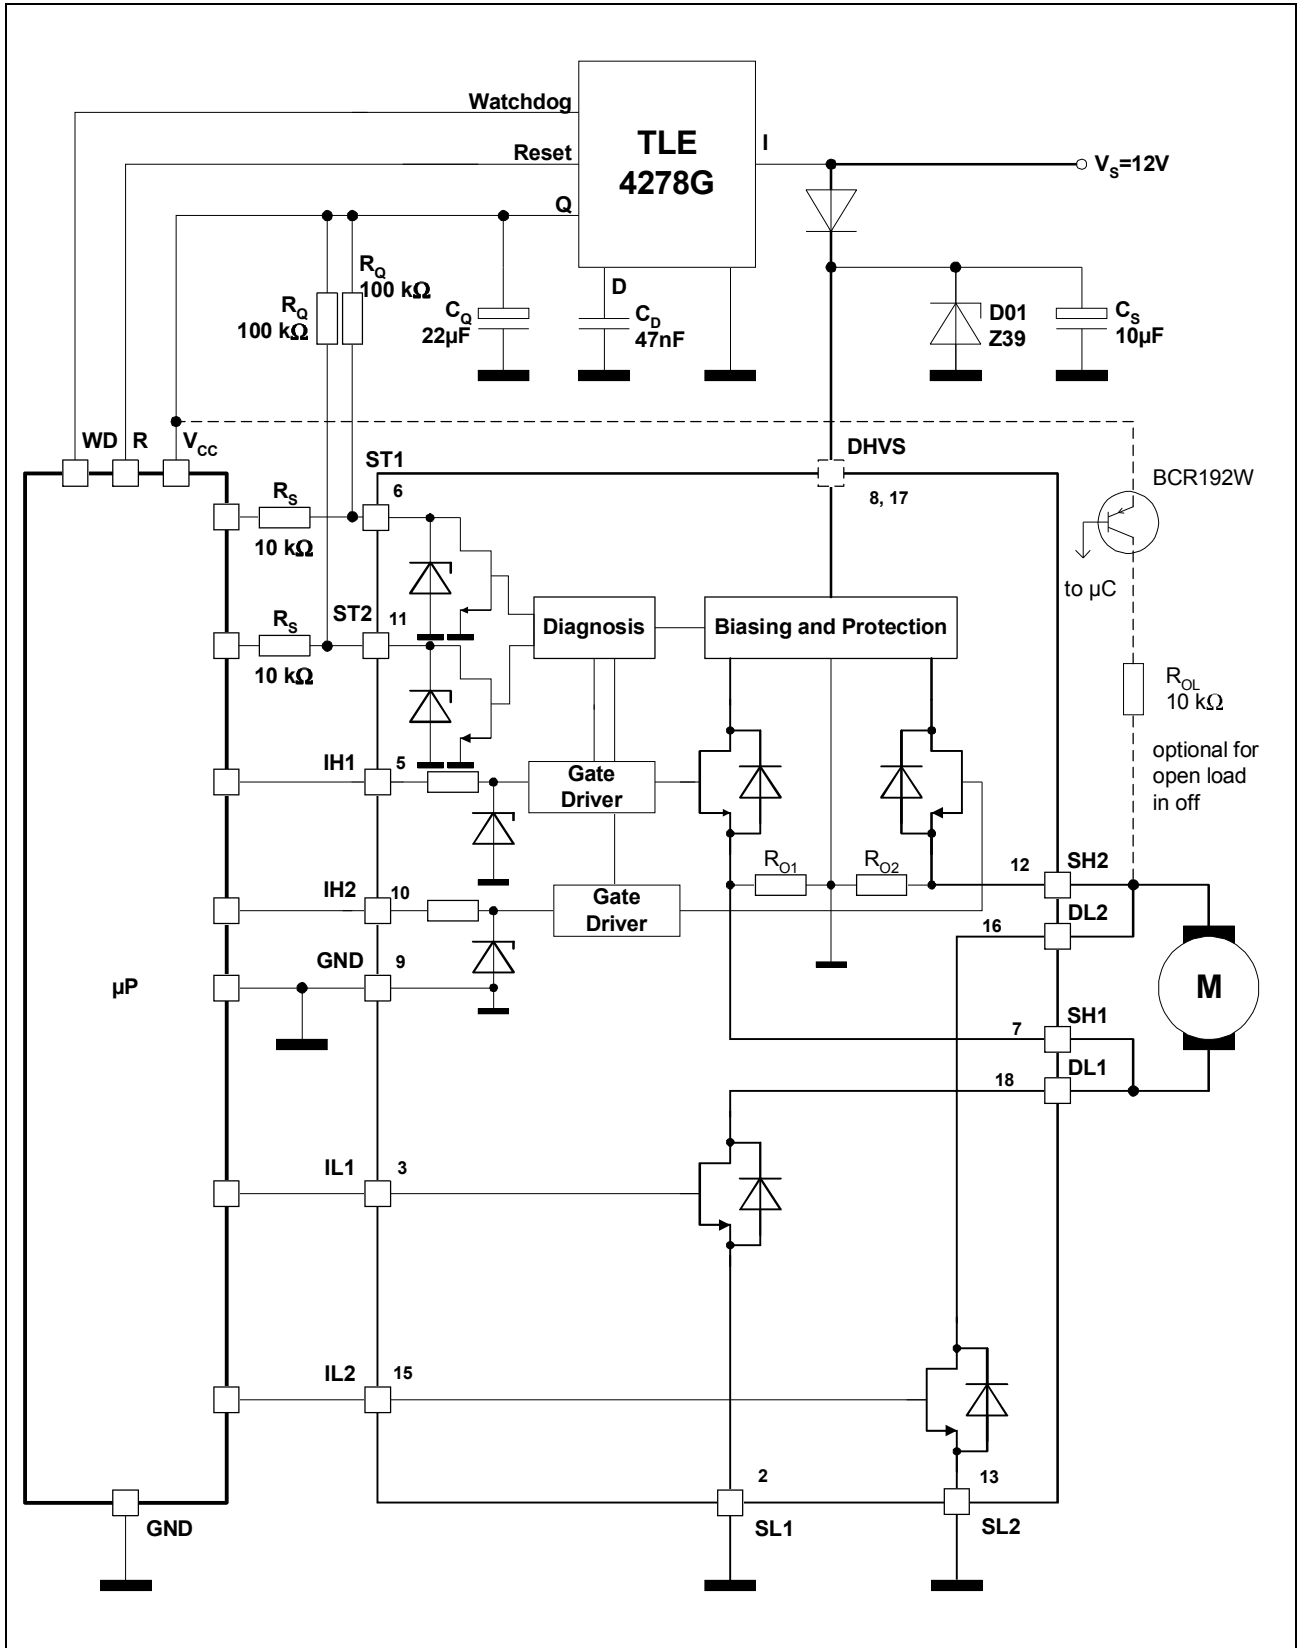 Watchdog
TLE
4278G
I
Reset
V_S=12V
Q
D
R_Q
100 kΩ
R_Q
100 kΩ
C_Q
22µF
C_D
47nF
D01
Z39
C_S
10µF
WD
R
V_CC
ST1
6
DHVS
8, 17
BCR192W
R_S
10 kΩ
to µC
ST2
11
R_S
10 kΩ
Diagnosis
Biasing and Protection
R_OL
10 kΩ
optional for
open load
in off
IH1
5
Gate
Driver
R_O1
R_O2
12
SH2
IH2
10
Gate
Driver
16
DL2
GND
9
µP
M
7
SH1
18
DL1
IL1
3
IL2
15
2
13
GND
SL1
SL2